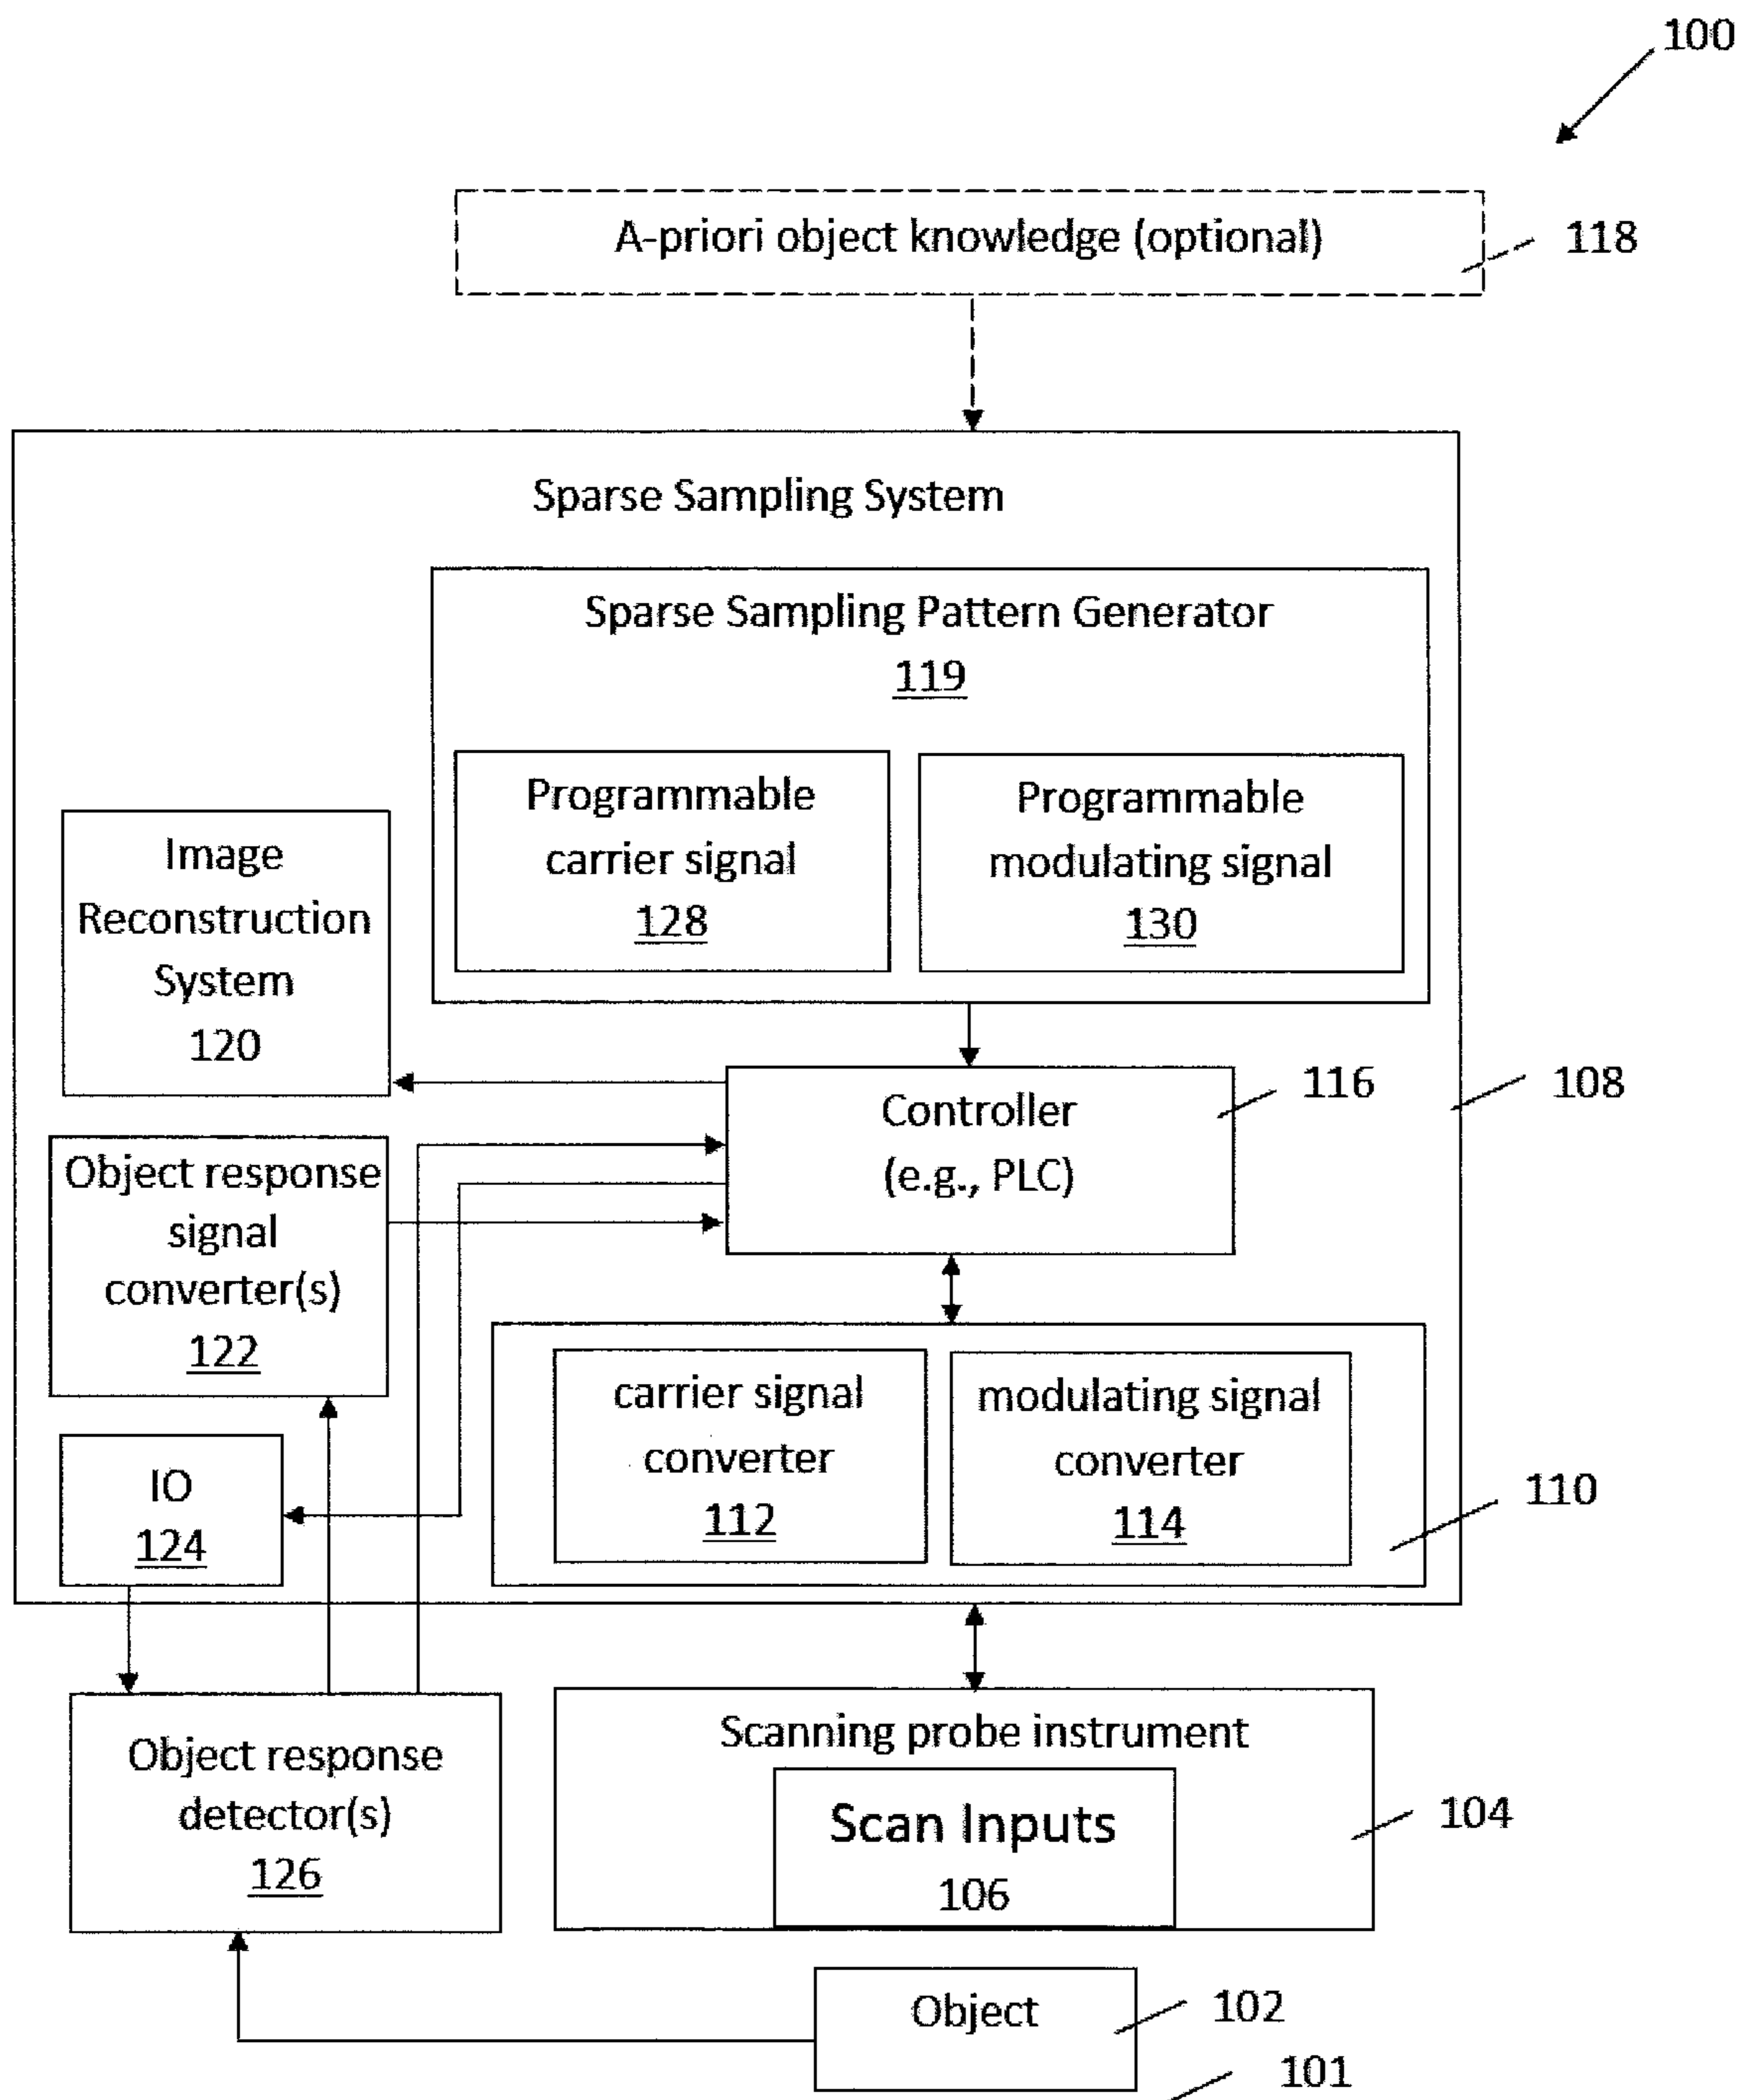 100
A-priori object knowledge (optional)
118
Sparse Sampling System
Sparse Sampling Pattern Generator
119
Programmable
carrier signal
128
Programmable
modulating signal
130
Image
Reconstruction
System
120
Controller
(e.g., PLC)
116
108
Object response
signal
converter(s)
122
carrier signal
converter
112
modulating signal
converter
114
110
IO
124
Object response
detector(s)
126
Scanning probe instrument
Scan Inputs
106
104
Object
102
101